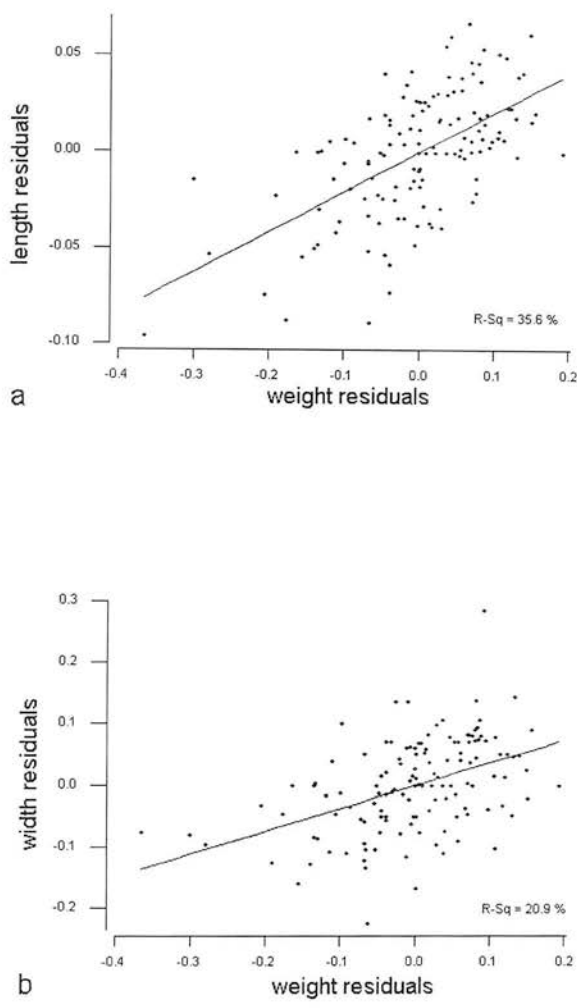 0.05
0.00
-0.05
-0.10
length residuals
R-Sq = 35.6 %
-0.4 -0.3 -0.2 -0.1 0.0 0.1 0.2
weight residuals
a
0.3
0.2
0.1
0.0
-0.1
-0.2
width residuals
R-Sq = 20.9 %
-0.4 -0.3 -0.2 -0.1 0.0 0.1 0.2
weight residuals
b